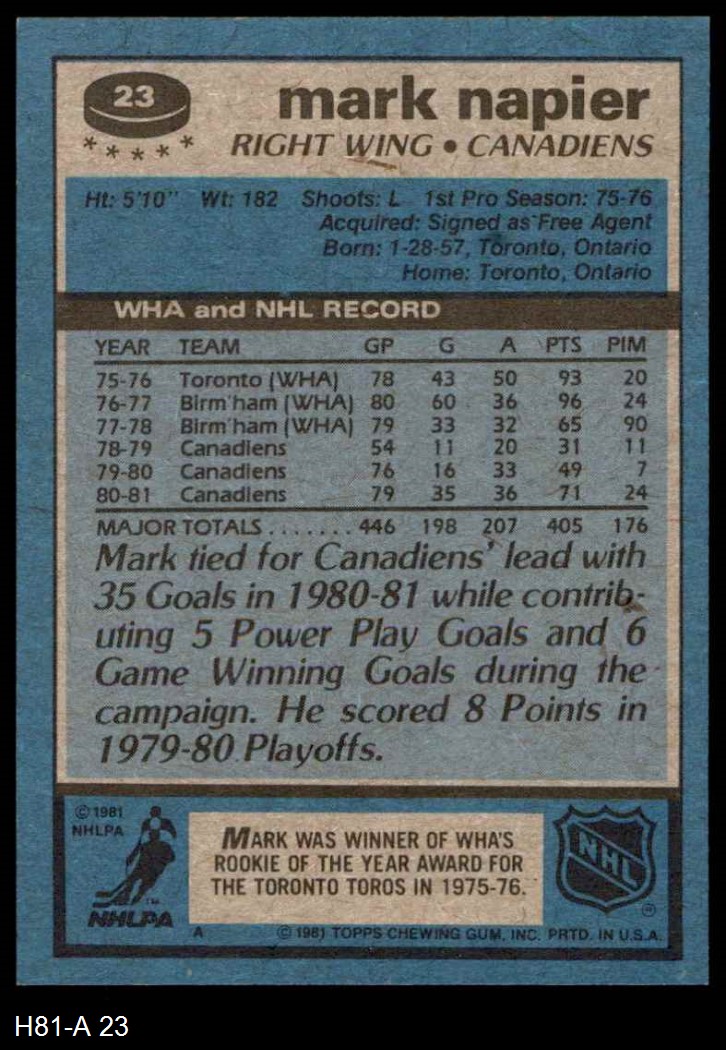 23
mark napier
RIGHT WING • CANADIENS
Ht: 5'10" Wt: 182 Shoots: L 1st Pro Season: 75-76
Acquired: Signed as Free Agent
Born: 1-28-57, Toronto, Ontario
Home: Toronto, Ontario
WHA and NHL RECORD
YEAR TEAM GP G A PTS PIM
75-76 Toronto (WHA) 78 43 50 93 20
76-77 Birm'ham (WHA) 80 60 36 96 24
77-78 Birm'ham (WHA) 79 33 32 65 90
78-79 Canadiens 54 11 20 31 11
79-80 Canadiens 76 16 33 49 7
80-81 Canadiens 79 35 36 71 24
MAJOR TOTALS ....... 446 198 207 405 176
Mark tied for Canadiens' lead with
35 Goals in 1980-81 while contrib-
uting 5 Power Play Goals and 6
Game Winning Goals during the
campaign. He scored 8 Points in
1979-80 Playoffs.
© 1981
NHLPA
TM
NHLPA
MARK WAS WINNER OF WHA'S
ROOKIE OF THE YEAR AWARD FOR
THE TORONTO TOROS IN 1975-76.
NHL
®
A © 1981 TOPPS CHEWING GUM, INC. PRTD. IN U.S.A.
H81-A 23